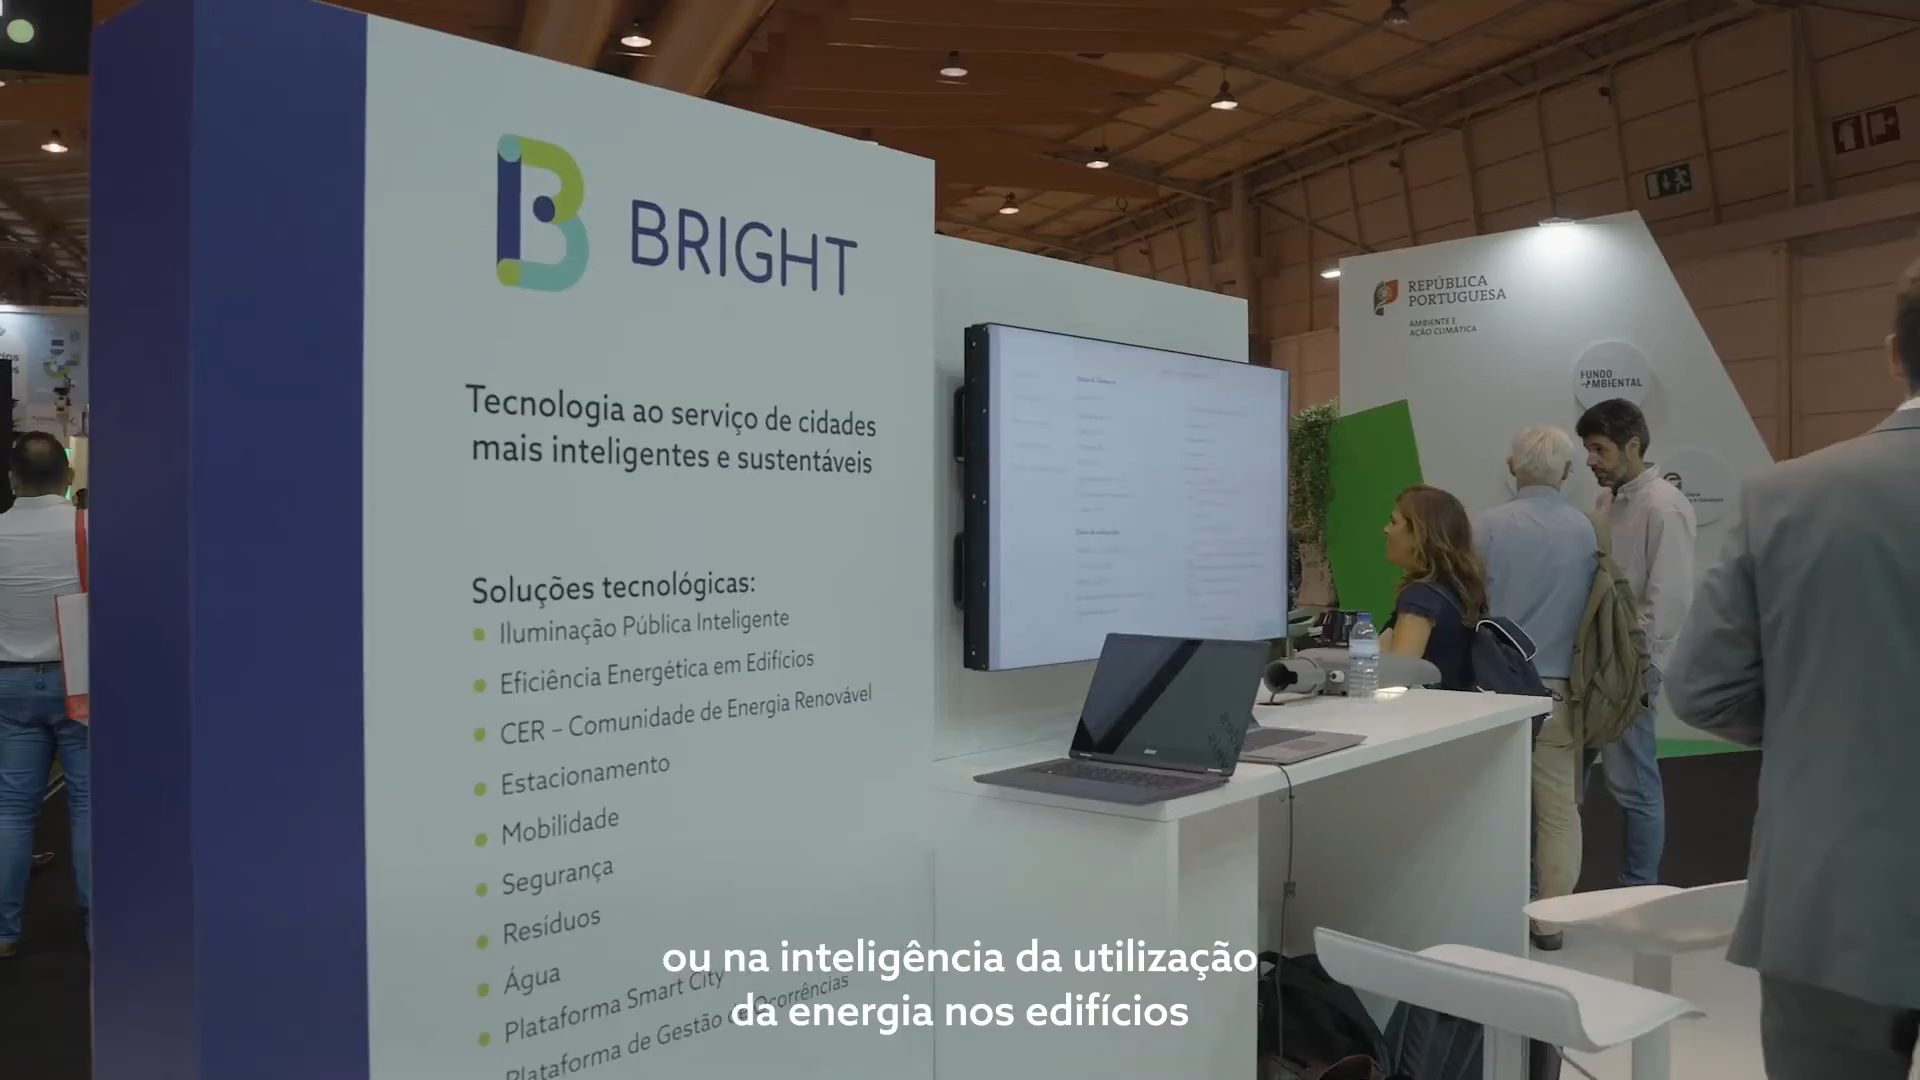 BRIGHT
Tecnologia ao serviço de cidades
mais inteligentes e sustentáveis
Soluções tecnológicas:
Iluminação Pública Inteligente
Eficiência Energética em Edifícios
CER – Comunidade de Energia Renovável
Estacionamento
Mobilidade
Segurança
Resíduos
Água
Plataforma Smart City
Plataforma de Gestão de Ocorrências
REPÚBLICA
PORTUGUESA
AMBIENTE E
AÇÃO CLIMÁTICA
FUNDO
AMBIENTAL
acer
ou na inteligência da utilização
da energia nos edifícios